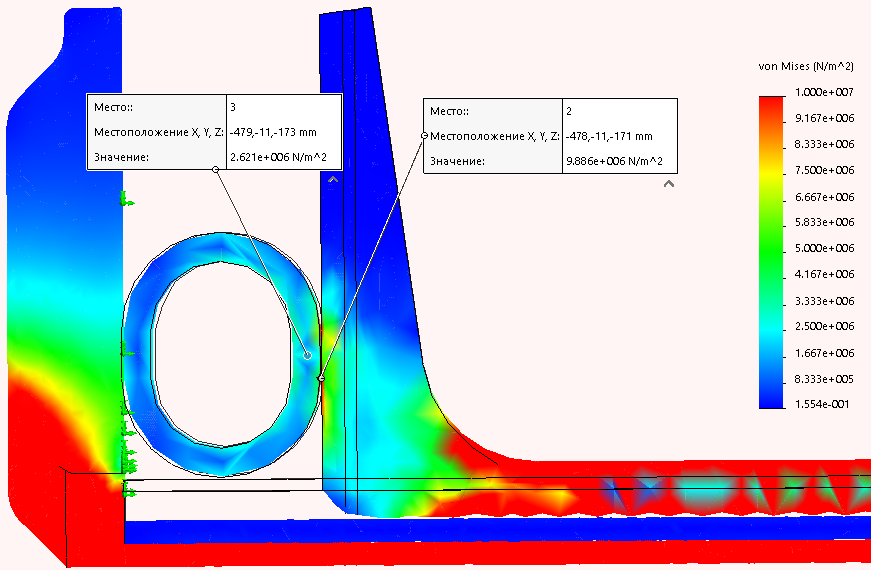 von Mises (N/m^2)
Место:: 3
Местоположение X, Y, Z: -479,-11,-173 mm
Значение: 2.621e+006 N/m^2
Место:: 2
Местоположение X, Y, Z: -478,-11,-171 mm
Значение: 9.886e+006 N/m^2
1.000e+007
9.167e+006
8.333e+006
7.500e+006
6.667e+006
5.833e+006
5.000e+006
4.167e+006
3.333e+006
2.500e+006
1.667e+006
8.333e+005
1.554e-001